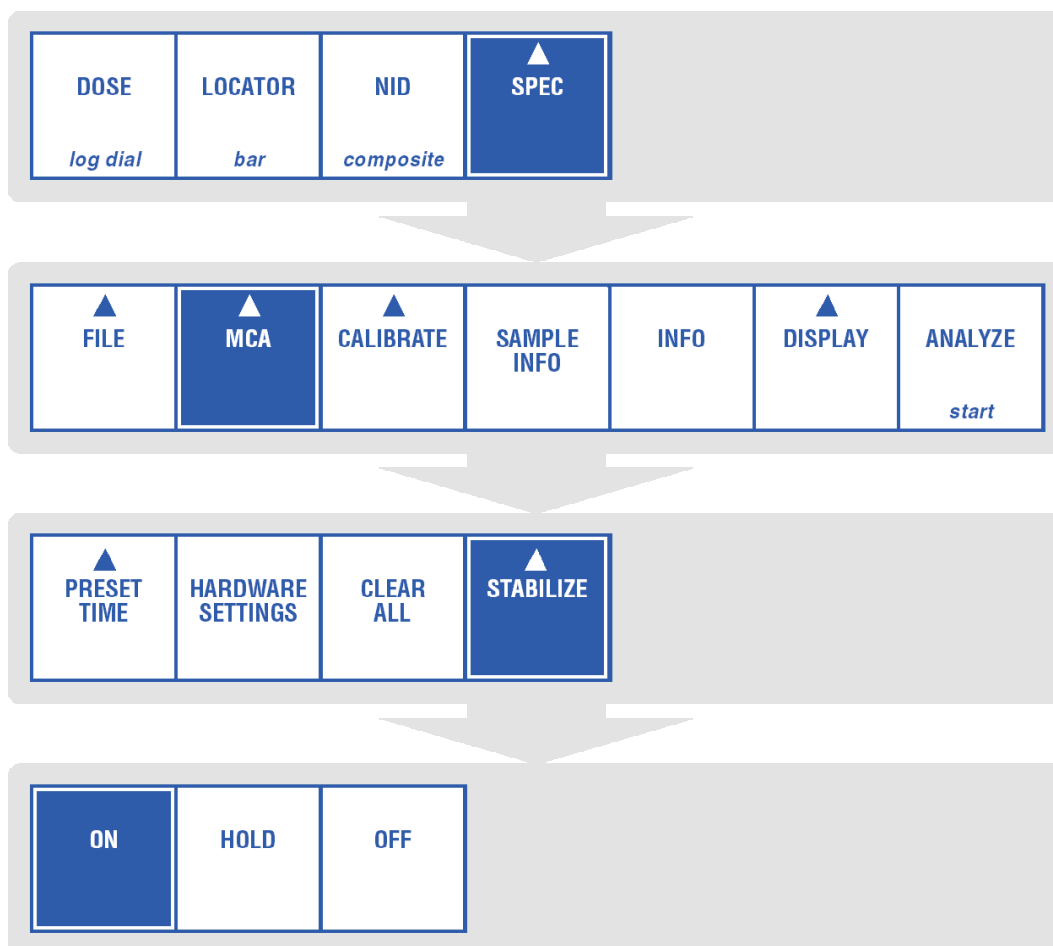 DOSE
log dial
LOCATOR
bar
NID
composite
SPEC
FILE
MCA
CALIBRATE
SAMPLE
INFO
INFO
DISPLAY
ANALYZE
start
PRESET
TIME
HARDWARE
SETTINGS
CLEAR
ALL
STABILIZE
ON
HOLD
OFF